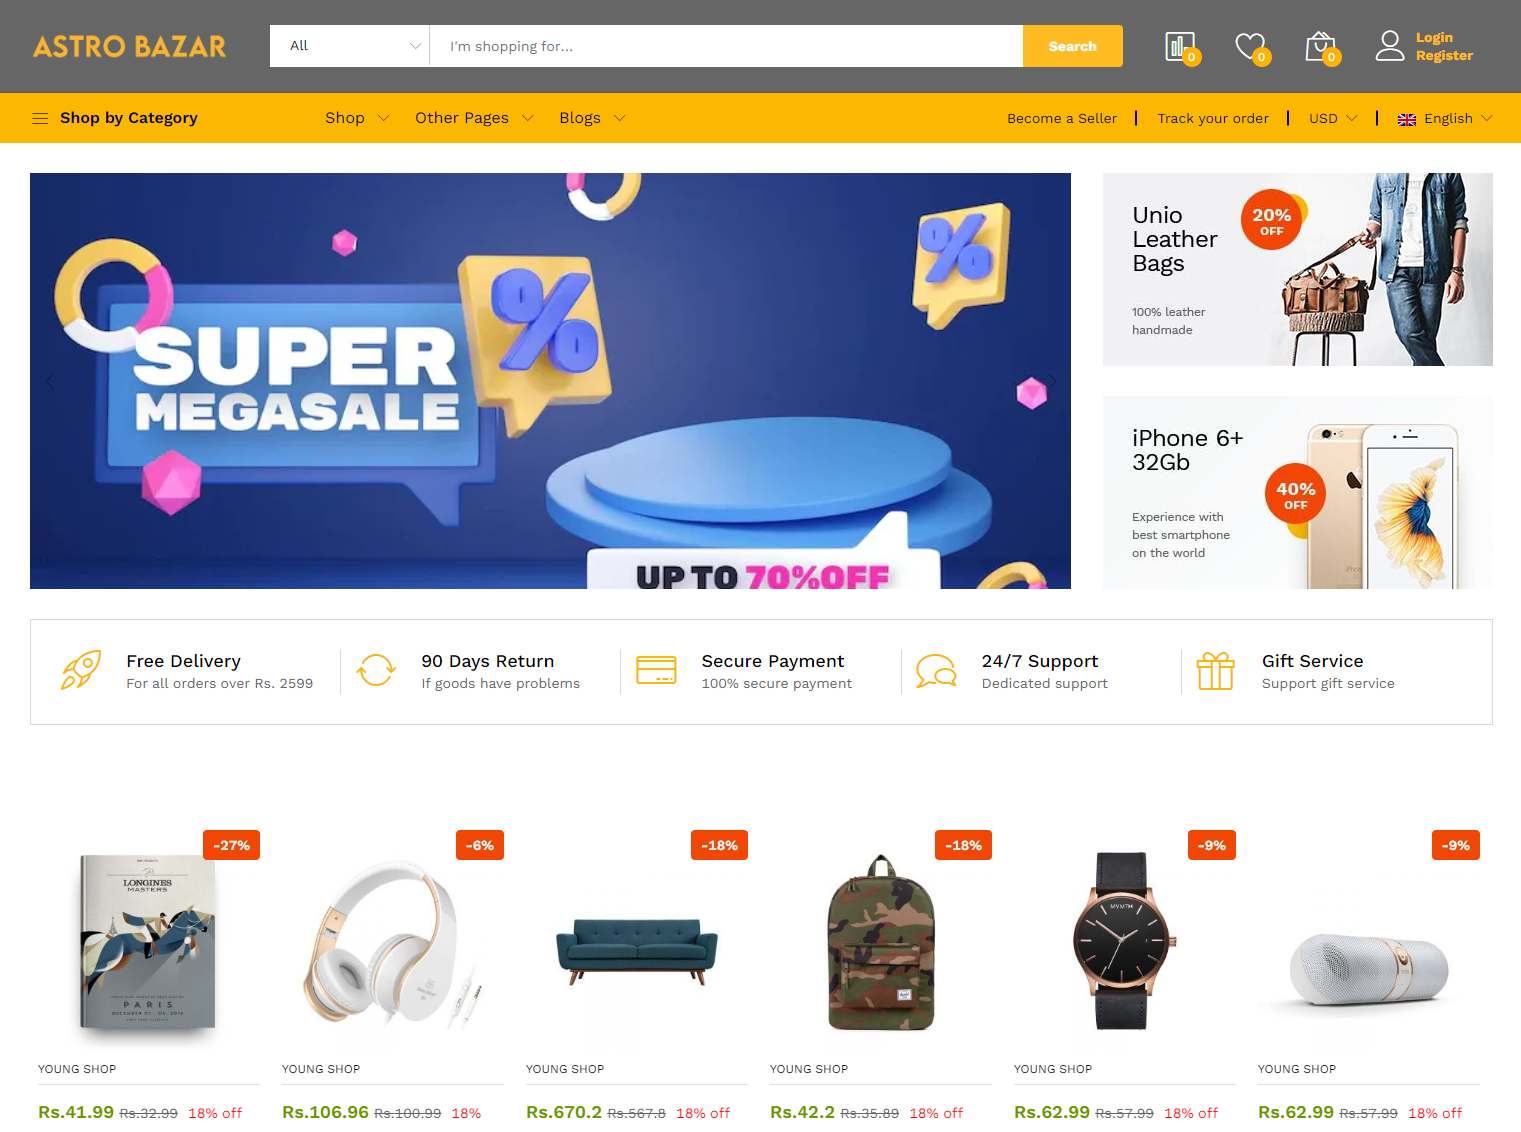 ASTRO BAZAR
All
I'm shopping for...
Search
0
0
0
Login
Register
Shop by Category
Shop
Other Pages
Blogs
Become a Seller
Track your order
USD
English
SUPER
MEGASALE
%
%
UP TO 70%OFF
Unio
Leather
Bags
20%
OFF
100% leather
handmade
iPhone 6+
32Gb
40%
OFF
Experience with
best smartphone
on the world
iPhon
Free Delivery
For all orders over Rs. 2599
90 Days Return
If goods have problems
Secure Payment
100% secure payment
24/7 Support
Dedicated support
Gift Service
Support gift service
-27%
-6%
-18%
-18%
-9%
-9%
LONGINES
MASTERS
PARIS
MVMTH
YOUNG SHOP
YOUNG SHOP
YOUNG SHOP
YOUNG SHOP
YOUNG SHOP
YOUNG SHOP
Rs.41.99 Rs.32.99 18% off
Rs.106.96 Rs.100.99 18%
Rs.670.2 Rs.567.8 18% off
Rs.42.2 Rs.35.89 18% off
Rs.62.99 Rs.57.99 18% off
Rs.62.99 Rs.57.99 18% off